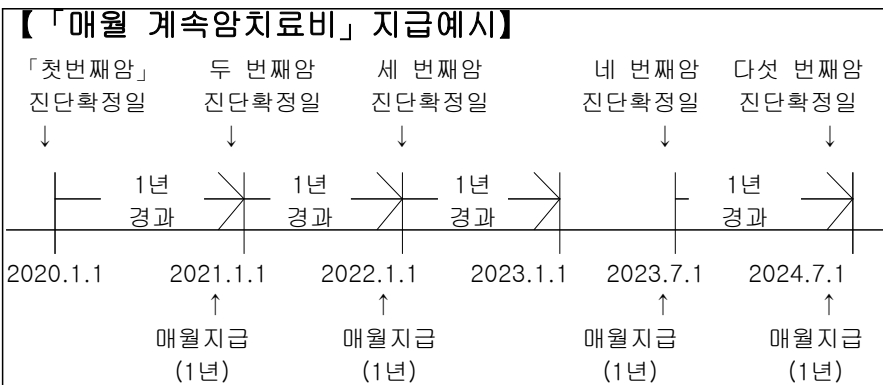 【「매월 계속암치료비」지급예시】
「첫번째암」 두 번째암 세 번째암 네 번째암 다섯 번째암
진단확정일 진단확정일 진단확정일 진단확정일 진단확정일
↓ ↓ ↓ ↓ ↓
1년 1년 1년 1년
경과 경과 경과 경과
2020.1.1 2021.1.1 2022.1.1 2023.1.1 2023.7.1 2024.7.1
↑ ↑ ↑ ↑
매월지급 매월지급 매월지급 매월지급
(1년) (1년) (1년) (1년)